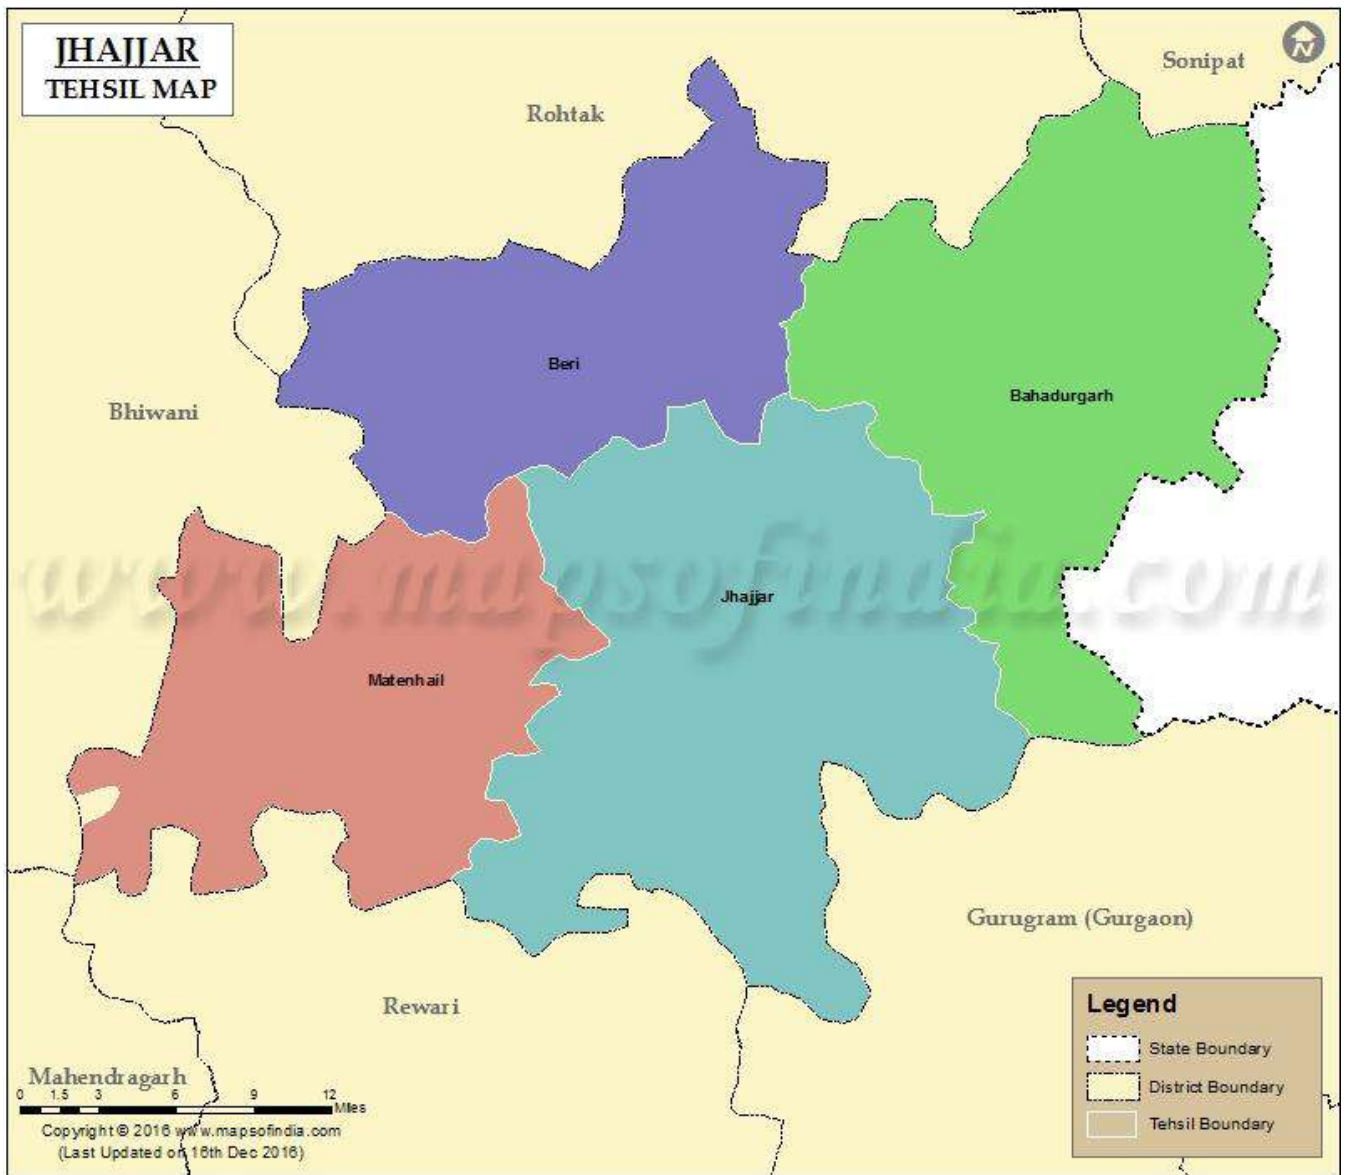 JHAJJAR
TEHSIL MAP
N
Sonipat
Rohtak
Beri
Bahadurgarh
Bhiwani
www.mapsofindia.com
Jhajjar
Matenhail
Gurugram (Gurgaon)
Rewari
Legend
State Boundary
District Boundary
Tehsil Boundary
Mahendragarh
0 1.5 3 6 9 12
Miles
Copyright © 2016 www.mapsofindia.com
(Last Updated on 16th Dec 2016)